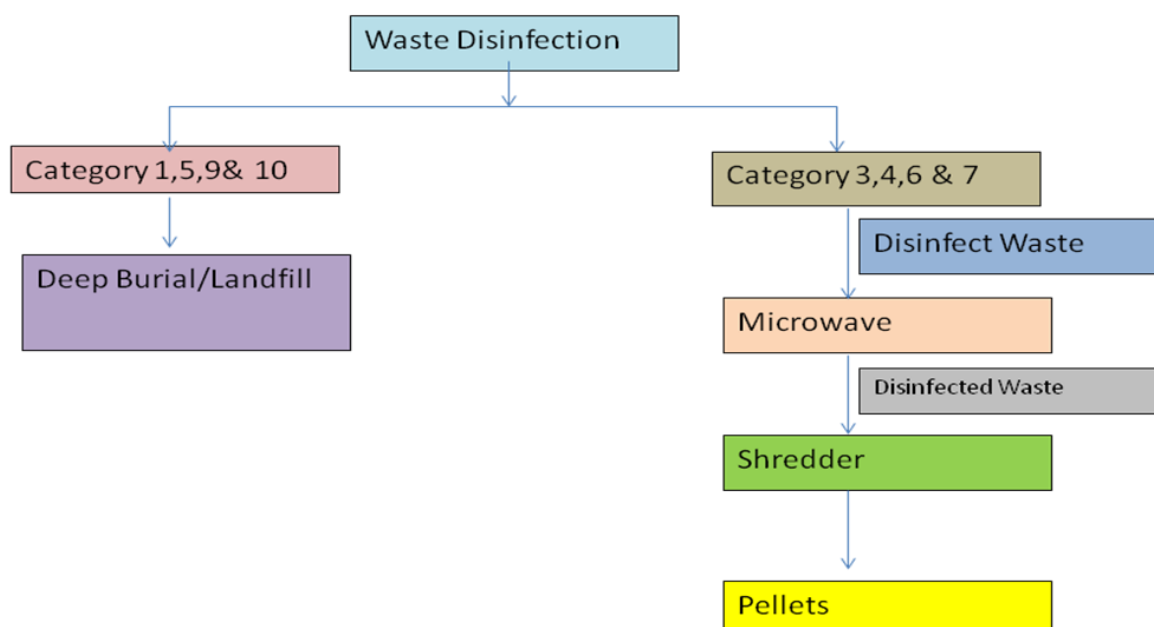 Waste Disinfection
Category 1,5,9& 10
Category 3,4,6 & 7
Disinfect Waste
Deep Burial/Landfill
Microwave
Disinfected Waste
Shredder
Pellets